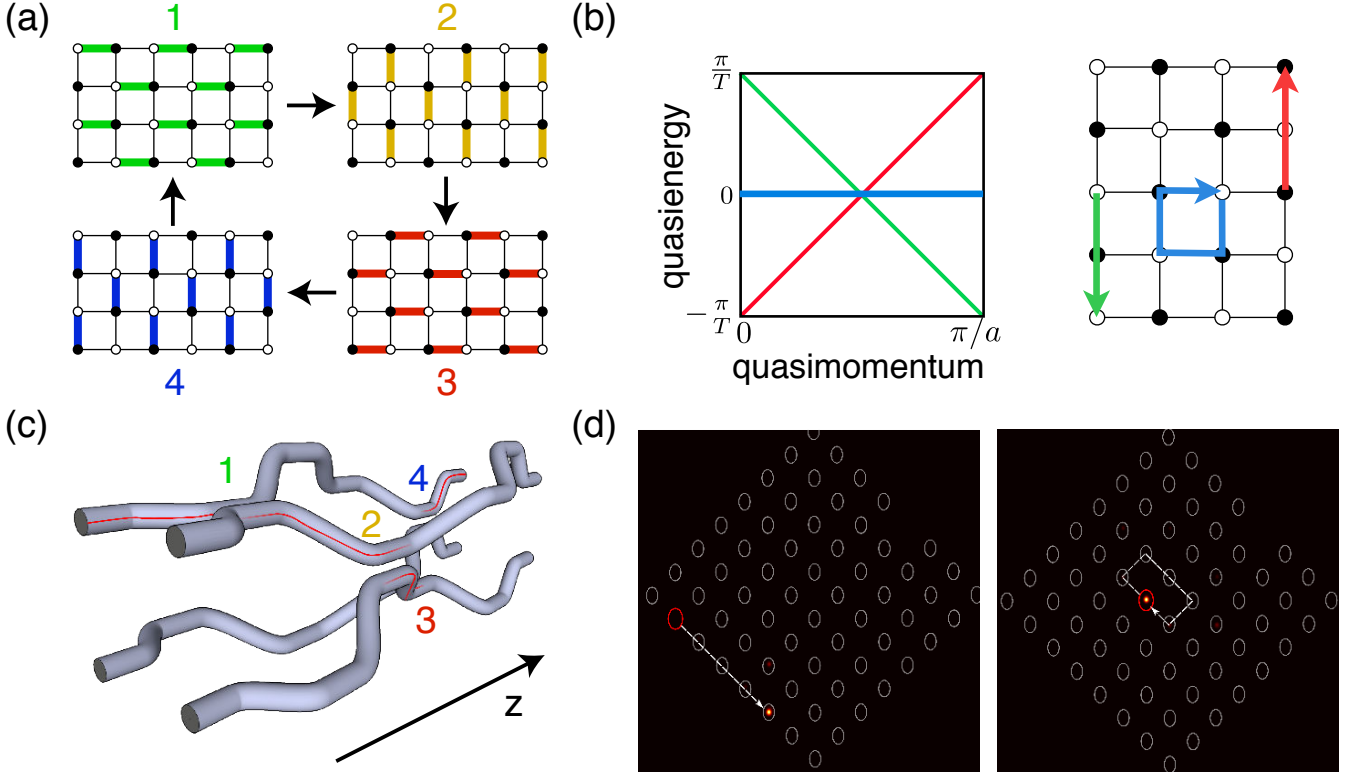 (a)
1
2
4
3
(b)
quasienergy
π/T
0
−π/T
0
π/a
quasimomentum
(c)
1
4
2
3
z
(d)